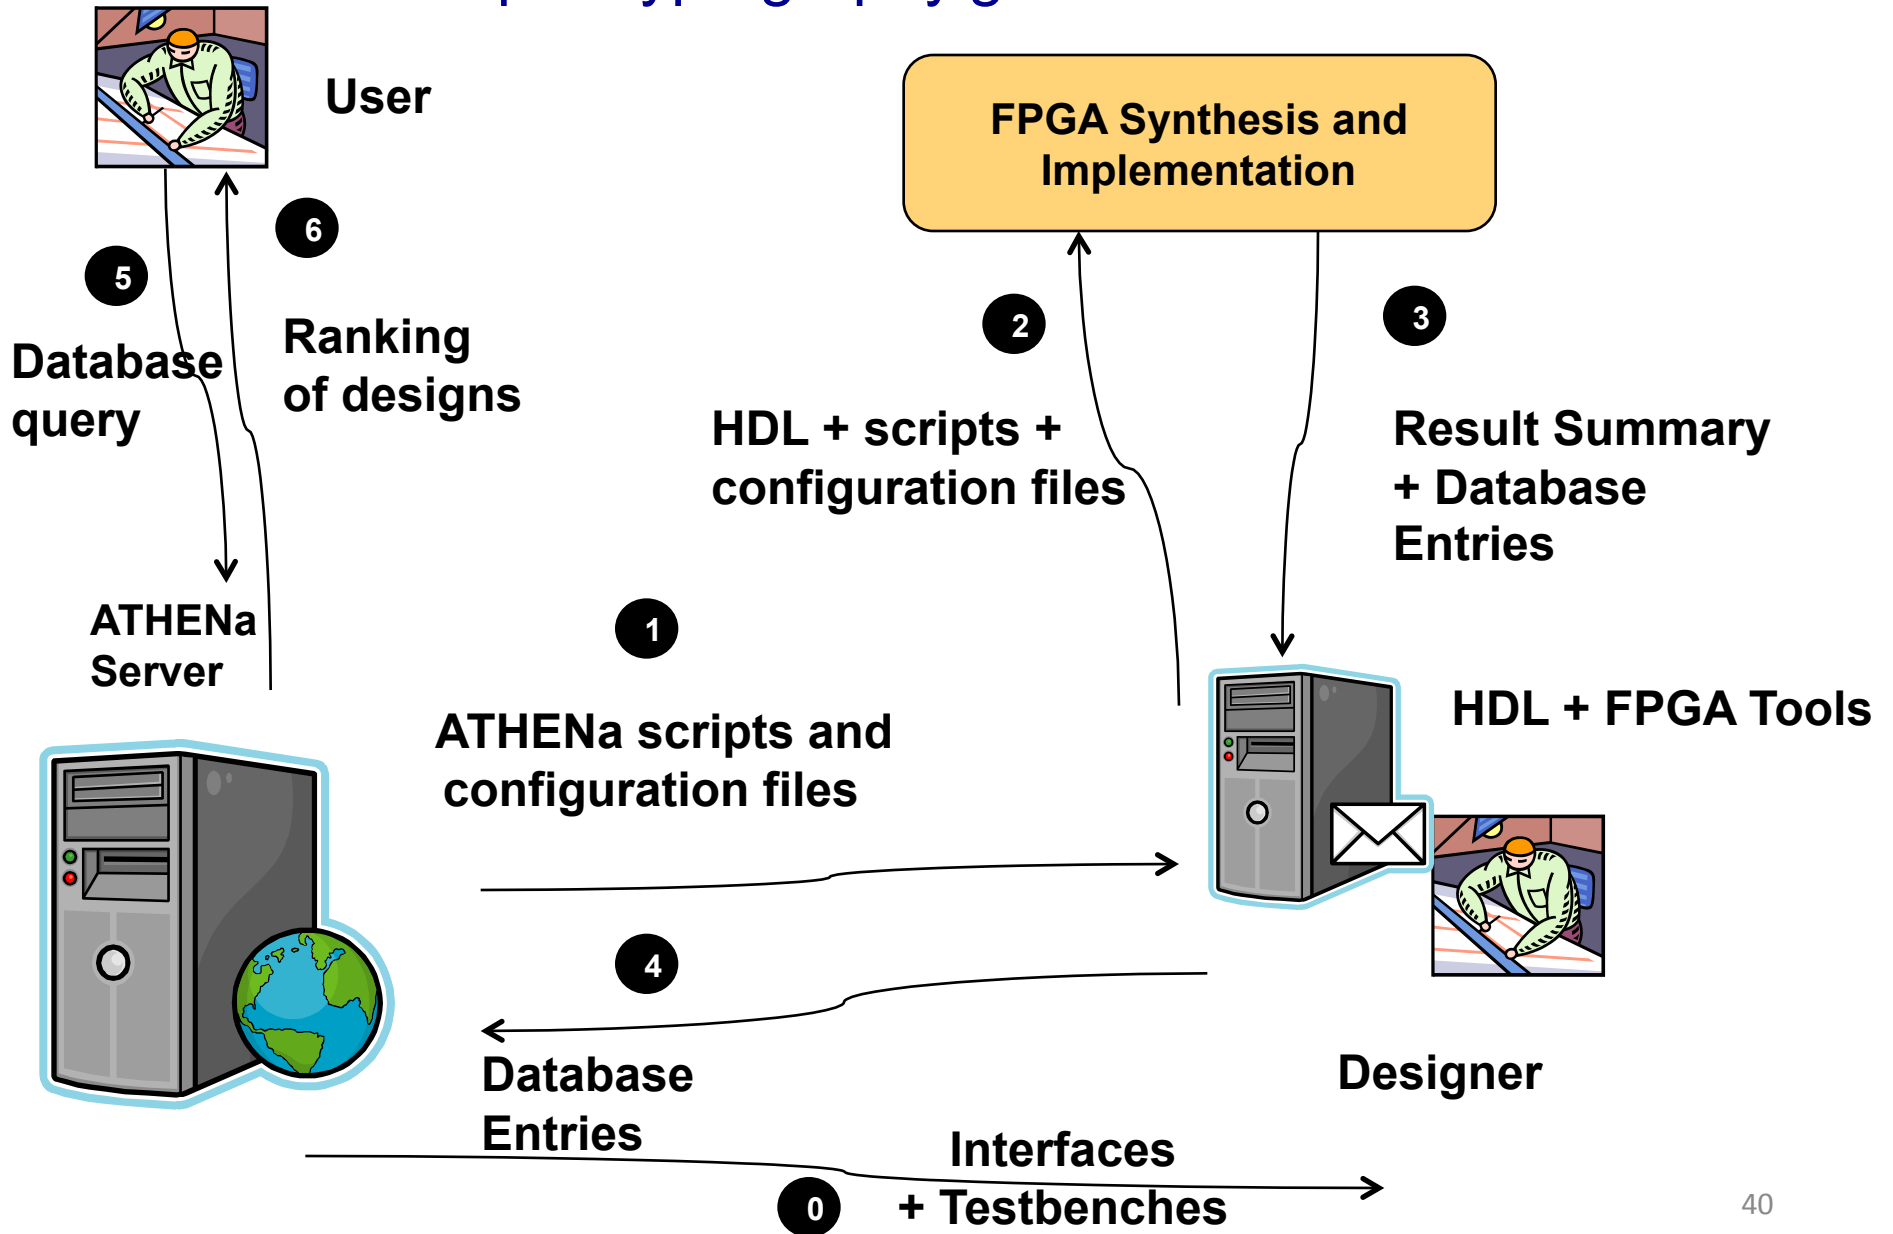 User
FPGA Synthesis and
Implementation
6
5
2
3
Ranking
of designs
Database
query
HDL + scripts +
configuration files
Result Summary
+ Database
Entries
ATHENa
Server
1
ATHENa scripts and
configuration files
HDL + FPGA Tools
4
Database
Entries
Designer
Interfaces
+ Testbenches
0
40